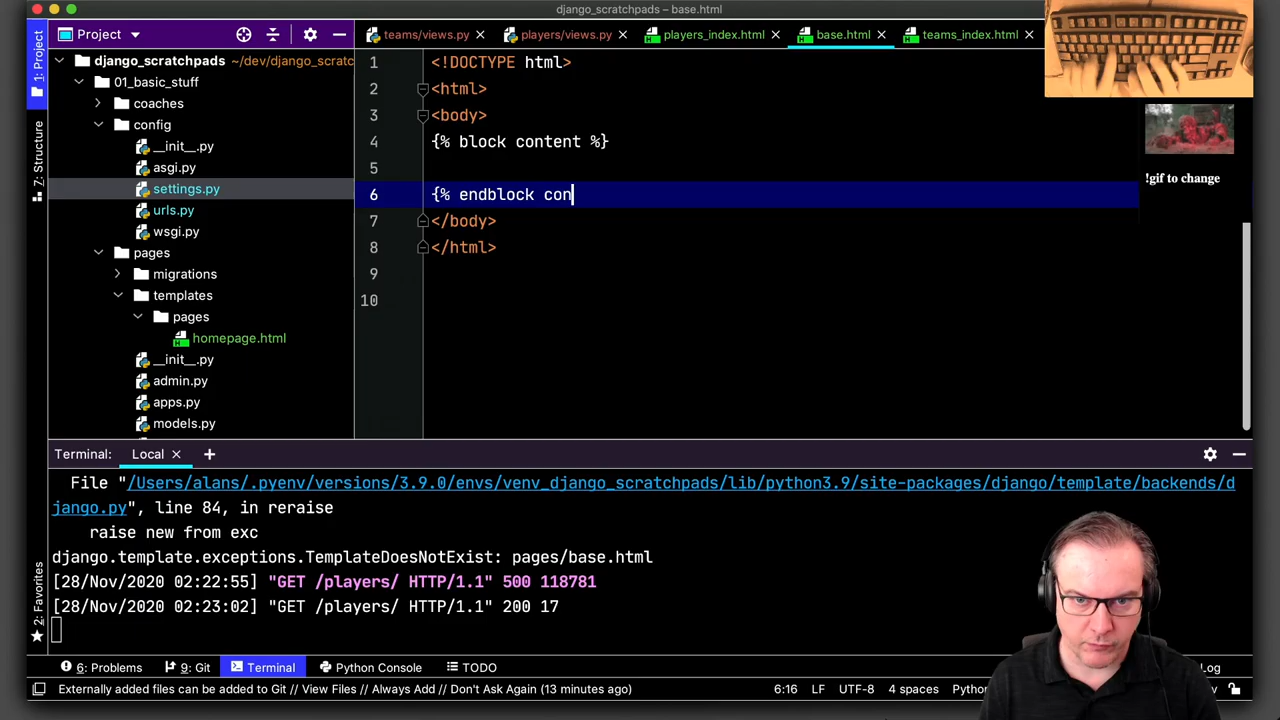 django_scratchpads – base.html
1: Project
Project
teams/views.py
players/views.py
players_index.html
base.html
teams_index.html
django_scratchpads ~/dev/django_scratc
01_basic_stuff
coaches
config
__init__.py
asgi.py
settings.py
urls.py
wsgi.py
pages
migrations
templates
pages
homepage.html
__init__.py
admin.py
apps.py
models.py
7: Structure
2: Favorites
1 <!DOCTYPE html>
2 <html>
3 <body>
4 {% block content %}
5
6 {% endblock con
7 </body>
8 </html>
9
10
!gif to change
Terminal: Local +
File "/Users/alans/.pyenv/versions/3.9.0/envs/venv_django_scratchpads/lib/python3.9/site-packages/django/template/backends/d
jango.py", line 84, in reraise
raise new from exc
django.template.exceptions.TemplateDoesNotExist: pages/base.html
[28/Nov/2020 02:22:55] "GET /players/ HTTP/1.1" 500 118781
[28/Nov/2020 02:23:02] "GET /players/ HTTP/1.1" 200 17
6: Problems
9: Git
Terminal
Python Console
TODO
Log
Externally added files can be added to Git // View Files // Always Add // Don't Ask Again (13 minutes ago)
6:16 LF UTF-8 4 spaces